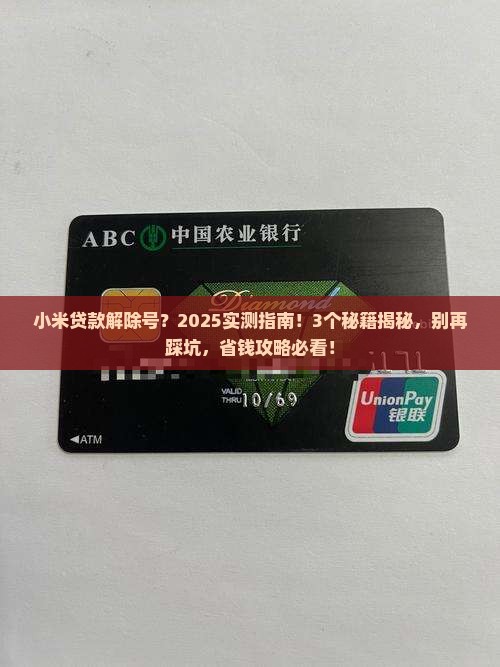 ABC 中国农业银行
Diamond
小米贷款解除号？2025实测指南！3个秘籍揭秘，别再
踩坑，省钱攻略必看！
VALID
THRU 10/69
UnionPay
银联
◀ATM